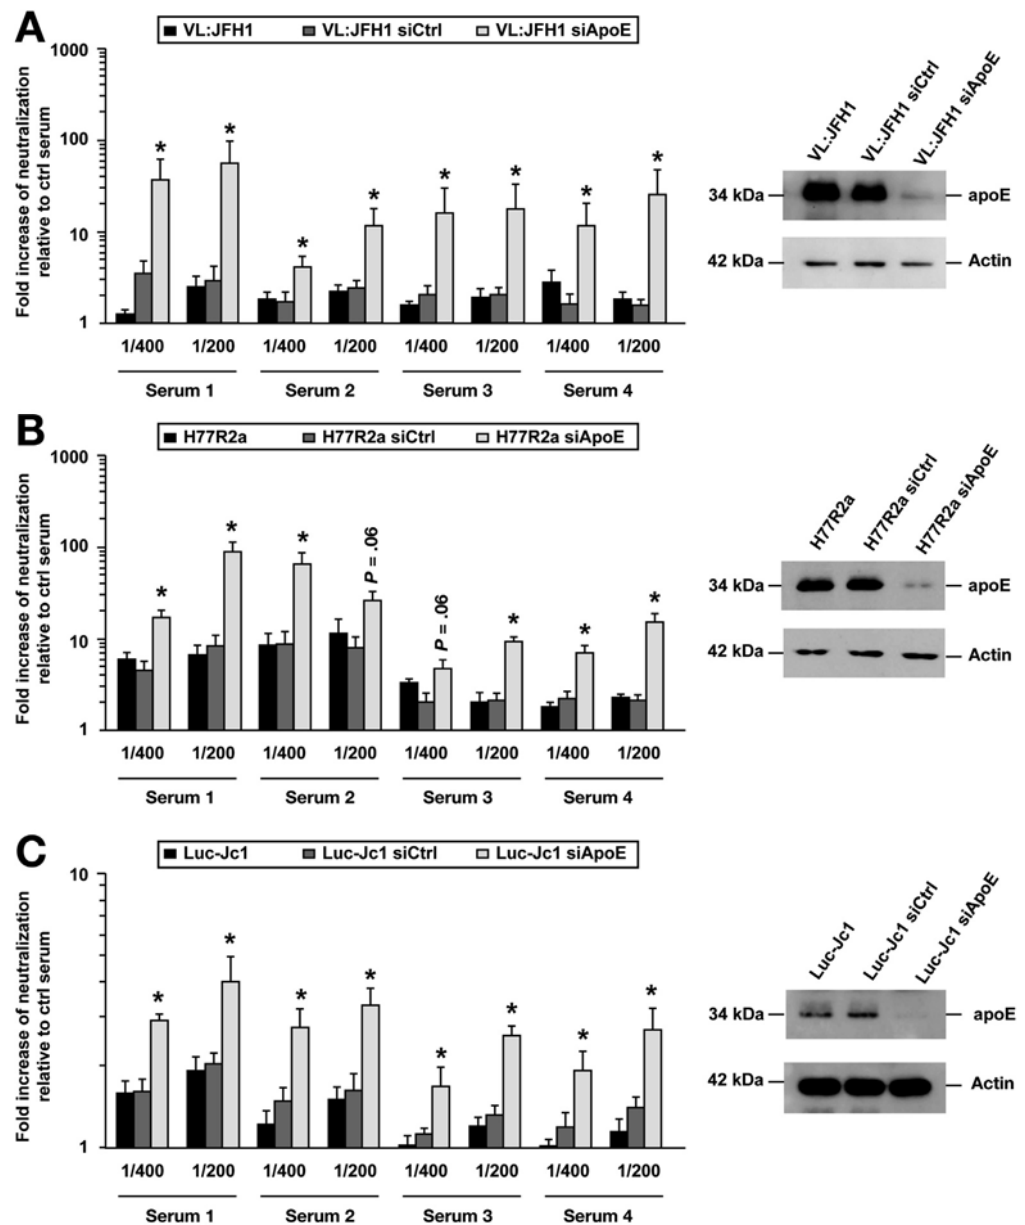 A
VL:JFH1 VL:JFH1 siCtrl VL:JFH1 siApoE
Fold increase of neutralization
relative to ctrl serum
1000
100
10
1
* * * * * * * *
1/400 1/200 1/400 1/200 1/400 1/200 1/400 1/200
Serum 1 Serum 2 Serum 3 Serum 4
VL:JFH1
VL:JFH1 siCtrl
VL:JFH1 siApoE
34 kDa apoE
42 kDa Actin
B
H77R2a H77R2a siCtrl H77R2a siApoE
Fold increase of neutralization
relative to ctrl serum
1000
100
10
1
* * * P = .06 P = .06 * * *
1/400 1/200 1/400 1/200 1/400 1/200 1/400 1/200
Serum 1 Serum 2 Serum 3 Serum 4
H77R2a
H77R2a siCtrl
H77R2a siApoE
34 kDa apoE
42 kDa Actin
C
Luc-Jc1 Luc-Jc1 siCtrl Luc-Jc1 siApoE
Fold increase of neutralization
relative to ctrl serum
10
1
* * * * * * * *
1/400 1/200 1/400 1/200 1/400 1/200 1/400 1/200
Serum 1 Serum 2 Serum 3 Serum 4
Luc-Jc1
Luc-Jc1 siCtrl
Luc-Jc1 siApoE
34 kDa apoE
42 kDa Actin